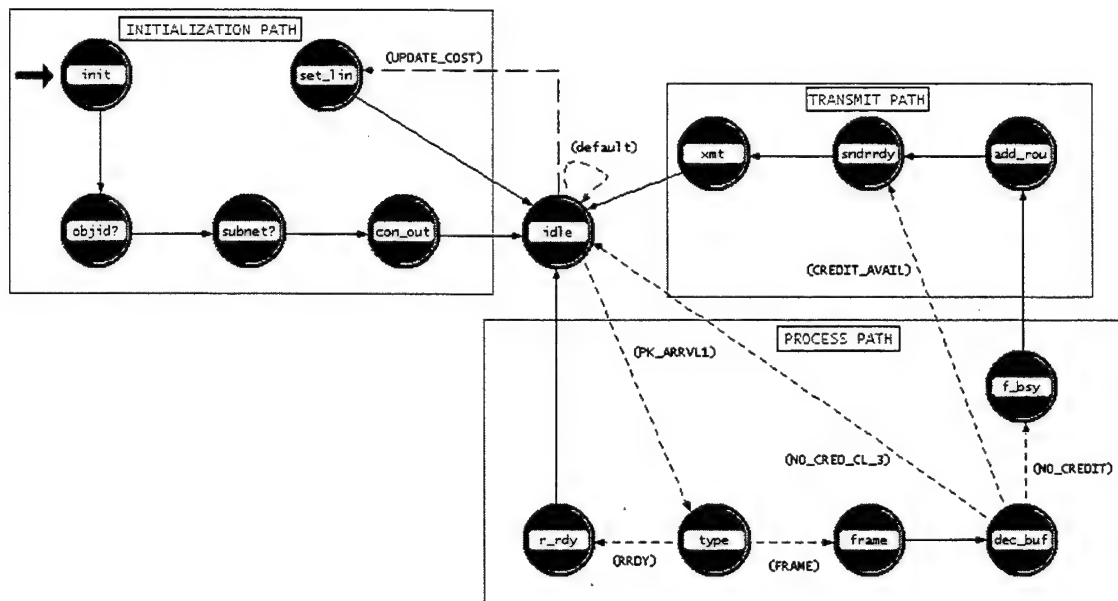 INITIALIZATION PATH
init
set_lin
(UPDATE_COST)
TRANSMIT PATH
xmt
sndrrdy
add_rou
(default)
objid?
subnet?
con_out
idle
(CREDIT_AVAIL)
PROCESS PATH
(PK_ARRVL1)
f_bsy
(NO_CRED_CL_3)
(NO_CREDIT)
r_rdy
type
frame
dec_buf
(RRDY)
(FRAME)